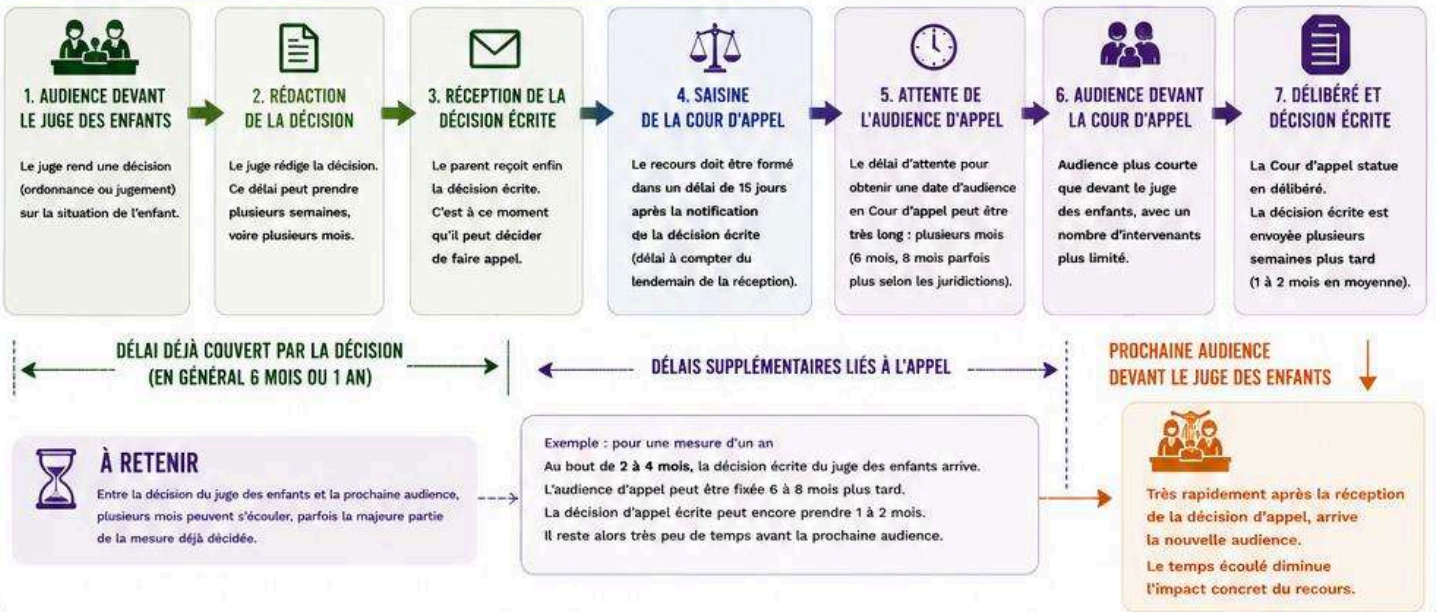 1. AUDIENCE DEVANT
LE JUGE DES ENFANTS
Le juge rend une décision
(ordonnance ou jugement)
sur la situation de l'enfant.
2. RÉDACTION
DE LA DÉCISION
Le juge rédige la décision.
Ce délai peut prendre
plusieurs semaines,
voire plusieurs mois.
3. RÉCEPTION DE LA
DÉCISION ÉCRITE
Le parent reçoit enfin
la décision écrite.
C'est à ce moment
qu'il peut décider
de faire appel.
4. SAISINE
DE LA COUR D'APPEL
Le recours doit être formé
dans un délai de 15 jours
après la notification
de la décision écrite
(délai à compter du
lendemain de la réception).
5. ATTENTE DE
L'AUDIENCE D'APPEL
Le délai d'attente pour
obtenir une date d'audience
en Cour d'appel peut être
très long : plusieurs mois
(6 mois, 8 mois parfois
plus selon les juridictions).
6. AUDIENCE DEVANT
LA COUR D'APPEL
Audience plus courte
que devant le juge
des enfants, avec un
nombre d'intervenants
plus limité.
7. DÉLIBÉRÉ ET
DÉCISION ÉCRITE
La Cour d'appel statue
en délibéré.
La décision écrite est
envoyèe plusieurs
semaines plus tard
(1 à 2 mois en moyenne).
DÉLAI DÉJÀ COUVERT PAR LA DÉCISION
(EN GÉNÉRAL 6 MOIS OU 1 AN)
DÉLAIS SUPPLÉMENTAIRES LIÉS À L'APPEL
PROCHAINE AUDIENCE
DEVANT LE JUGE DES ENFANTS
À RETENIR
Entre la décision du juge des enfants et la prochaine audience,
plusieurs mois peuvent s'écouler, parfois la majeure partie
de la mesure déjà décidée.
Exemple : pour une mesure d'un an
Au bout de 2 à 4 mois, la décision écrite du juge des enfants arrive.
L'audience d'appel peut être fixée 6 à 8 mois plus tard.
La décision d'appel écrite peut encore prendre 1 à 2 mois.
Il reste alors très peu de temps avant la prochaine audience.
Très rapidement après la réception
de la décision d'appel, arrive
la nouvelle audience.
Le temps écoulé diminue
l'impact concret du recours.